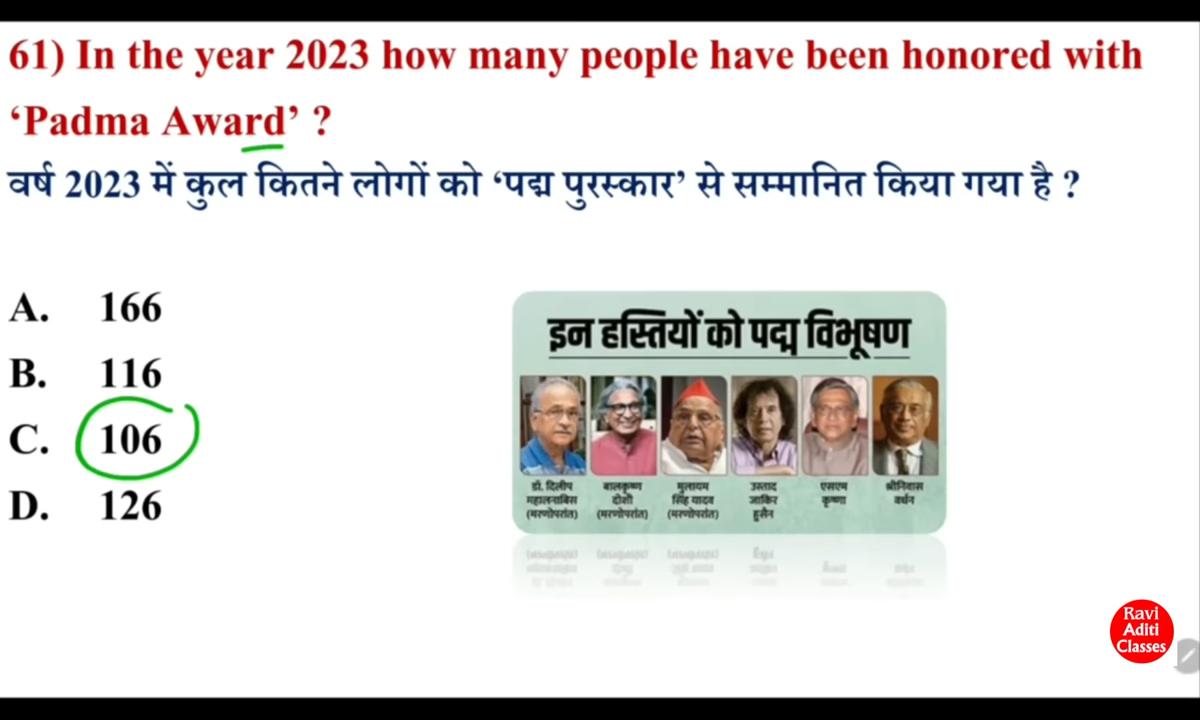 61) In the year 2023 how many people have been honored with
‘Padma Award’ ?
वर्ष 2023 में कुल कितने लोगों को ‘पद्म पुरस्कार’ से सम्मानित किया गया है ?
A. 166
B. 116
C. 106
D. 126
इन हस्तियों को पद्म विभूषण
डॉ. दिलीप
महालनाबिस
(मरणोपरांत)
बालकृष्ण
दोशी
(मरणोपरांत)
मुलायम
सिंह यादव
(मरणोपरांत)
उस्ताद
जाकिर
हुसैन
एसएम
कृष्णा
श्रीनिवास
वर्धन
Ravi
Aditi
Classes